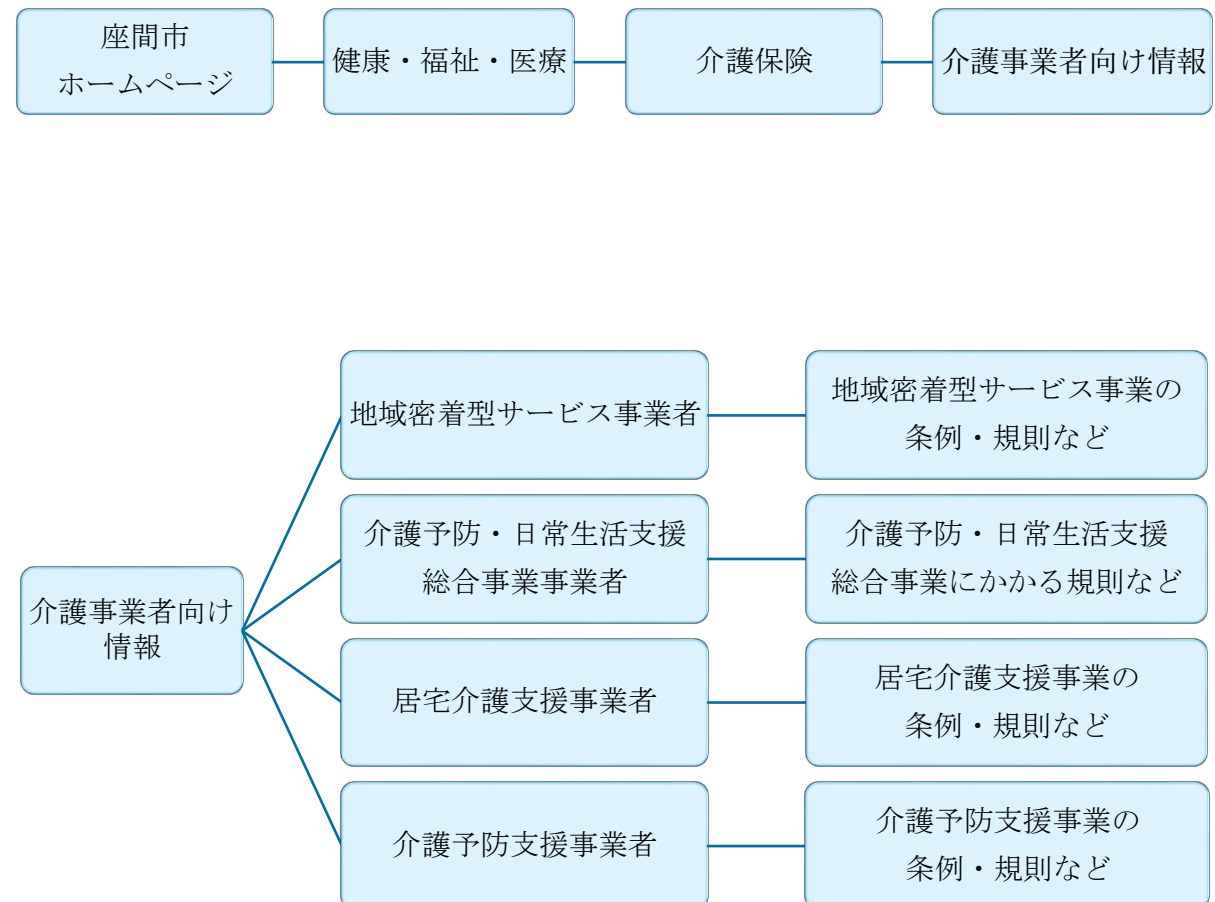 座間市
ホームページ
健康・福祉・医療
介護保険
介護事業者向け情報
介護事業者向け
情報
地域密着型サービス事業者
地域密着型サービス事業の
条例・規則など
介護予防・日常生活支援
総合事業事業者
介護予防・日常生活支援
総合事業にかかる規則など
居宅介護支援事業者
居宅介護支援事業の
条例・規則など
介護予防支援事業者
介護予防支援事業の
条例・規則など